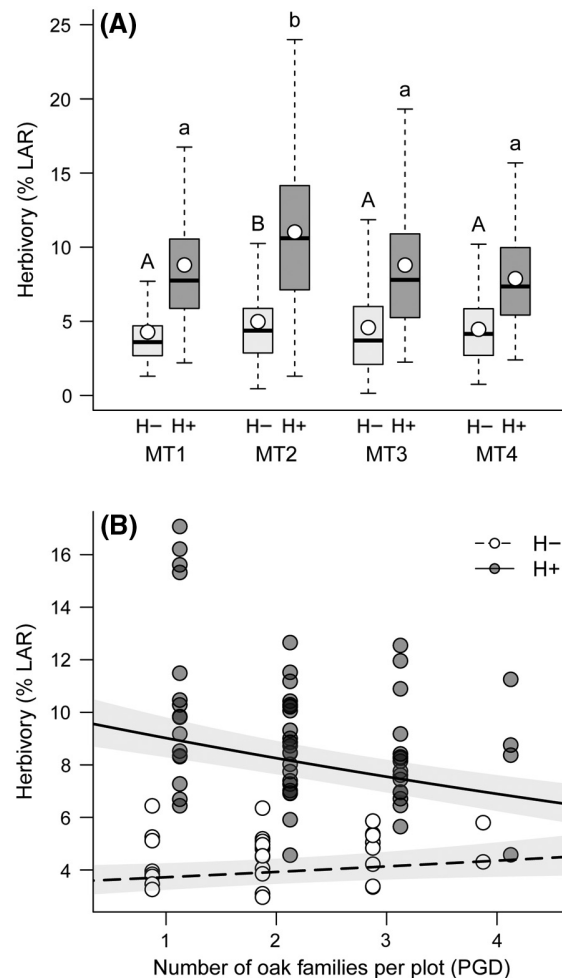 (A)
Herbivory (% LAR)
25
20
15
10
5
0
A a B b A a A a
H− H+ H− H+ H− H+ H− H+
MT1 MT2 MT3 MT4
(B)
H−
H+
Herbivory (% LAR)
16
14
12
10
8
6
4
1 2 3 4
Number of oak families per plot (PGD)